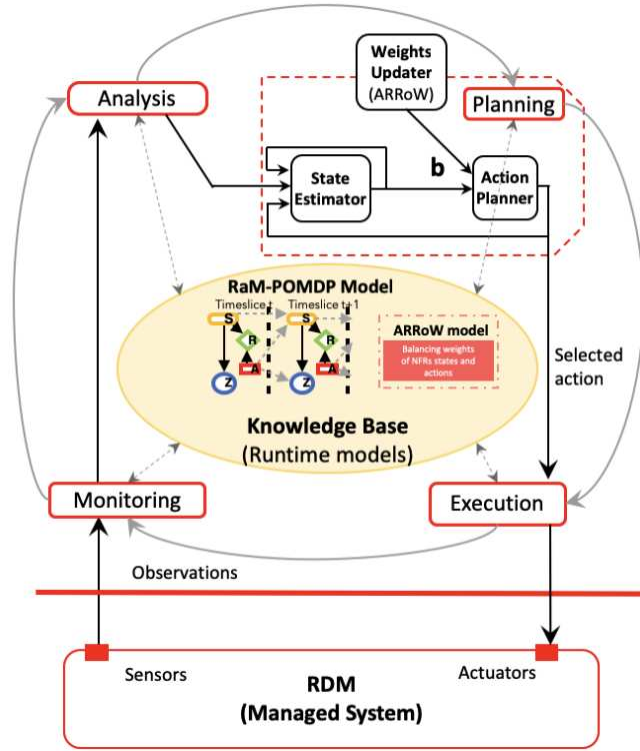 Weights
Updater
(ARRoW)
Analysis
Planning
State
Estimator
b
Action
Planner
RaM-POMDP Model
Timeslice t
Timeslice t+1
S
S
R
R
Z
A
Z
A
ARRoW model
Balancing weights
of NFRs states and
actions
Selected
action
Knowledge Base
(Runtime models)
Monitoring
Execution
Observations
Sensors
Actuators
RDM
(Managed System)